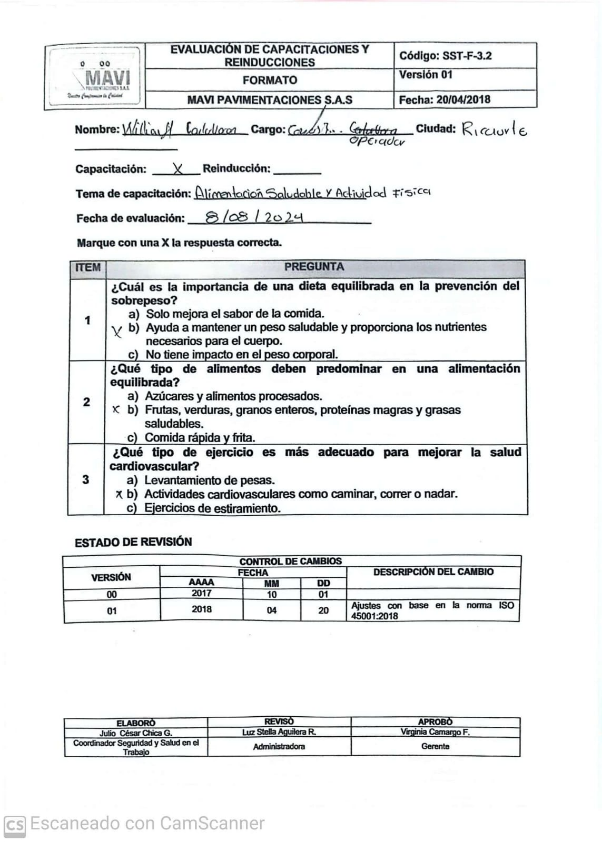 MAVI
PAVIMENTACIONES S.A.S
Nuestro Compromiso es Calidad
EVALUACIÓN DE CAPACITACIONES Y REINDUCCIONES
FORMATO
MAVI PAVIMENTACIONES S.A.S
Código: SST-F-3.2
Versión 01
Fecha: 20/04/2018
Nombre: Cargo: Ciudad: Ricaurte
operador
Capacitación: X Reinducción:
Tema de capacitación: Alimentación Saludable y Actividad Fisica
Fecha de evaluación: 8/08/2024
Marque con una X la respuesta correcta.
ITEM PREGUNTA
1 ¿Cuál es la importancia de una dieta equilibrada en la prevención del
sobrepeso?
a) Solo mejora el sabor de la comida.
X b) Ayuda a mantener un peso saludable y proporciona los nutrientes
necesarios para el cuerpo.
c) No tiene impacto en el peso corporal.
2 ¿Qué tipo de alimentos deben predominar en una alimentación
equilibrada?
a) Azúcares y alimentos procesados.
X b) Frutas, verduras, granos enteros, proteínas magras y grasas
saludables.
c) Comida rápida y frita.
3 ¿Qué tipo de ejercicio es más adecuado para mejorar la salud
cardiovascular?
a) Levantamiento de pesas.
X b) Actividades cardiovasculares como caminar, correr o nadar.
c) Ejercicios de estiramiento.
ESTADO DE REVISIÓN
CONTROL DE CAMBIOS
VERSIÓN FECHA DESCRIPCIÓN DEL CAMBIO
AAAA MM DD
00 2017 10 01
01 2018 04 20 Ajustes con base en la norma ISO
45001:2018
ELABORÓ REVISÓ APROBÓ
Julio César Chica G. Luz Stella Aguilera R. Virginia Camargo F.
Coordinador Seguridad y Salud en el
Trabajo Administradora Gerente
CS Escaneado con CamScanner